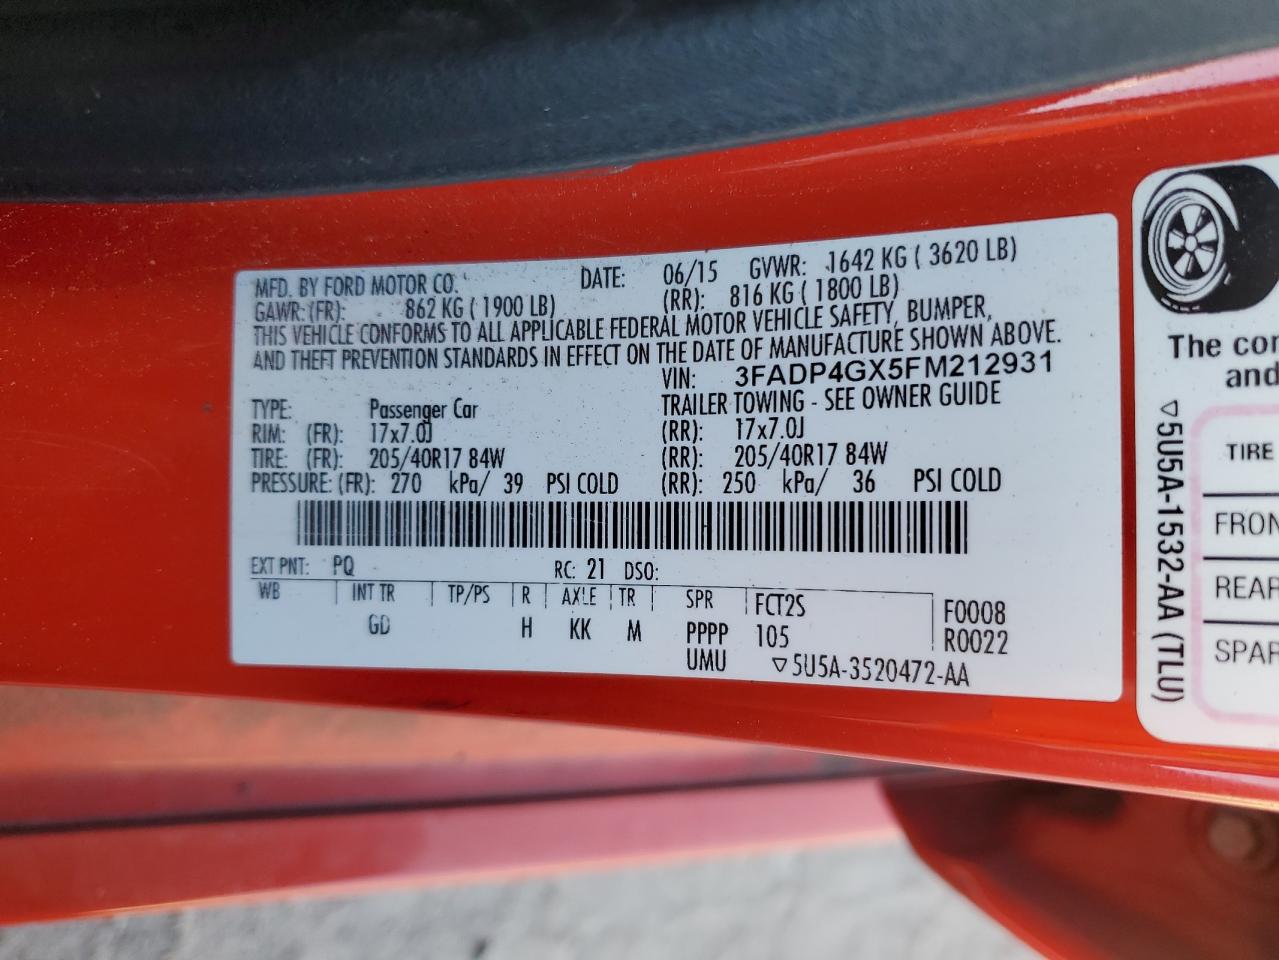 MFD. BY FORD MOTOR CO. DATE: 06/15 GVWR: 1642 KG ( 3620 LB)
GAWR:(FR): 862 KG ( 1900 LB) (RR): 816 KG ( 1800 LB)
THIS VEHICLE CONFORMS TO ALL APPLICABLE FEDERAL MOTOR VEHICLE SAFETY, BUMPER,
AND THEFT PREVENTION STANDARDS IN EFFECT ON THE DATE OF MANUFACTURE SHOWN ABOVE.
VIN: 3FADP4GX5FM212931
TYPE: Passenger Car TRAILER TOWING - SEE OWNER GUIDE
RIM: (FR): 17x7.0J (RR): 17x7.0J
TIRE: (FR): 205/40R17 84W (RR): 205/40R17 84W
PRESSURE: (FR): 270 kPa/ 39 PSI COLD (RR): 250 kPa/ 36 PSI COLD
EXT PNT: PQ RC: 21 DSO:
WB INT TR TP/PS R AXLE TR SPR FCT2S F0008
GD H KK M PPPP 105 R0022
UMU ▽5U5A-3520472-AA
The con
and
▽5U5A-1532-AA (TLU)
TIRE
FRON
REAR
SPAR